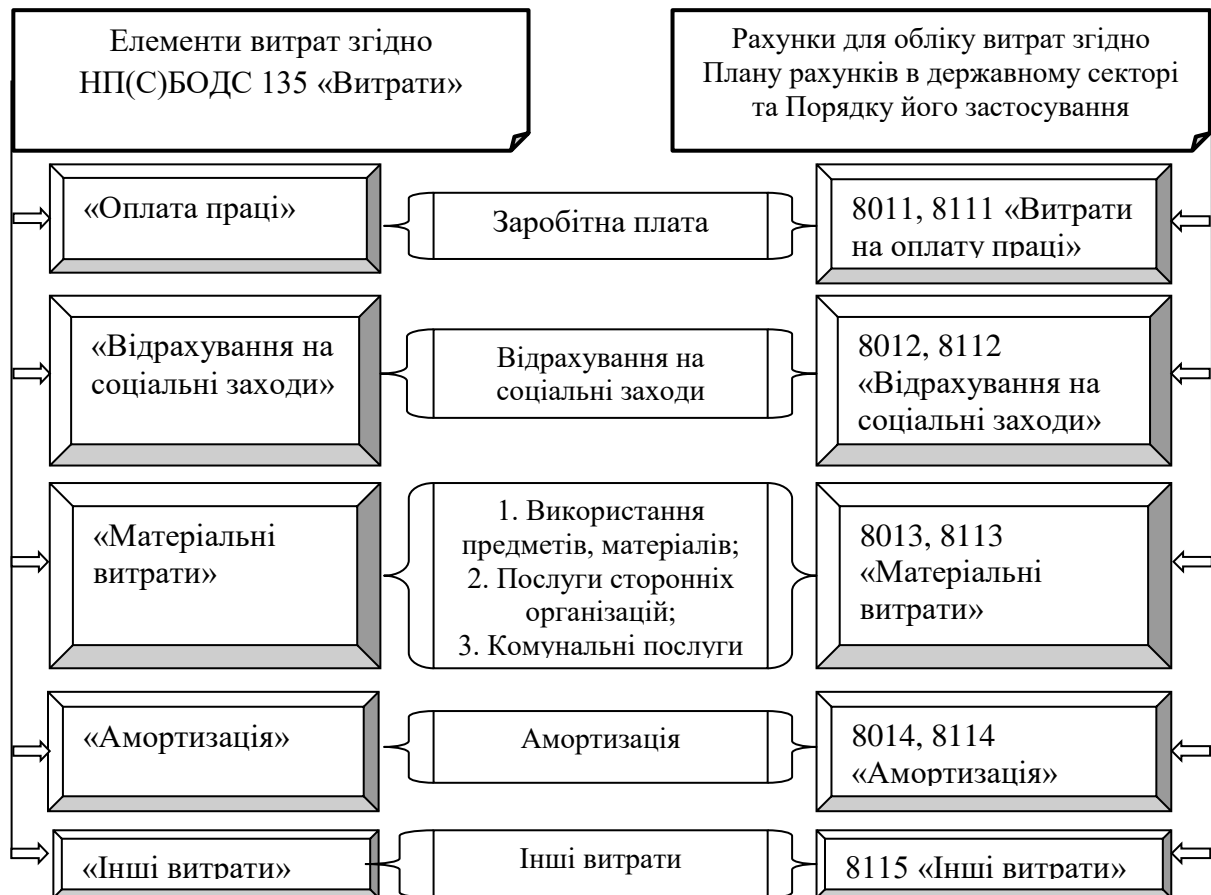 Елементи витрат згідно
НП(С)БОДС 135 «Витрати»
Рахунки для обліку витрат згідно
Плану рахунків в державному секторі
та Порядку його застосування
«Оплата праці»
Заробітна плата
8011, 8111 «Витрати
на оплату праці»
«Відрахування на
соціальні заходи»
Відрахування на
соціальні заходи
8012, 8112
«Відрахування на
соціальні заходи»
«Матеріальні
витрати»
1. Використання
предметів, матеріалів;
2. Послуги сторонніх
організацій;
3. Комунальні послуги
8013, 8113
«Матеріальні
витрати»
«Амортизація»
Амортизація
8014, 8114
«Амортизація»
«Інші витрати»
Інші витрати
8115 «Інші витрати»